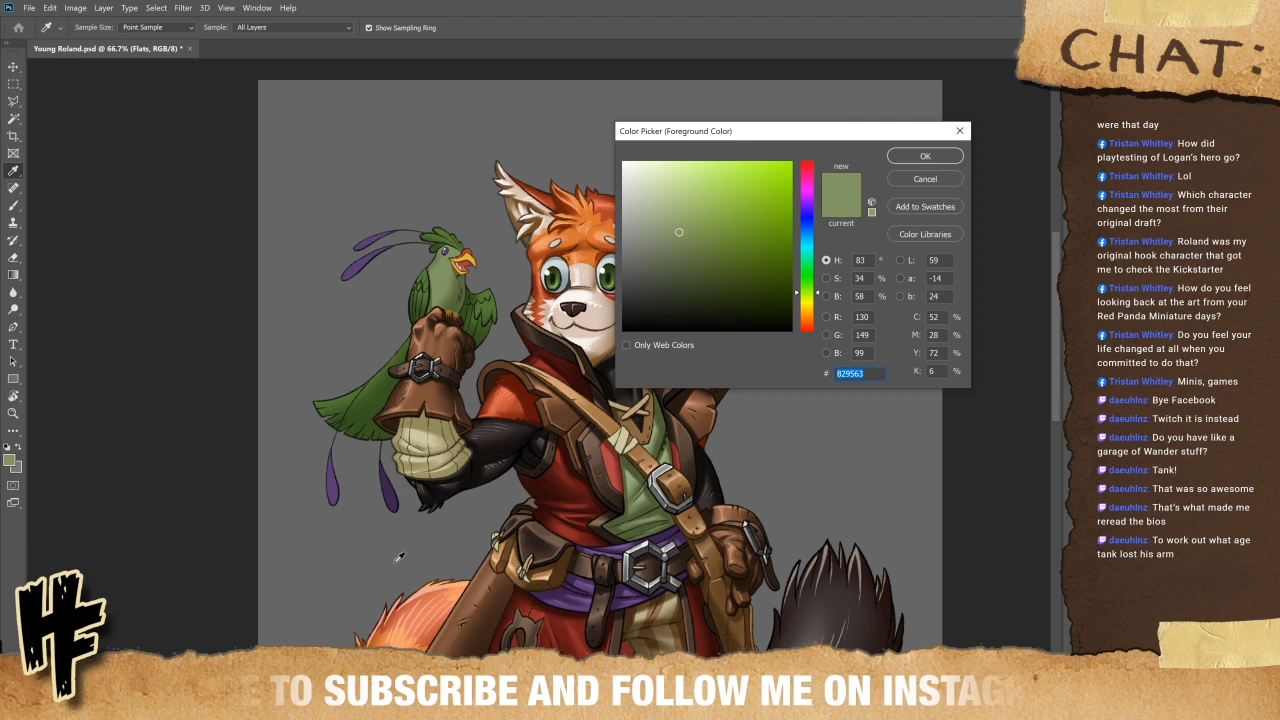 Ps File Edit Image Layer Type Select Filter 3D View Window Help
Sample Size: Point Sample Sample: All Layers Show Sampling Ring
Young Roland.psd @ 66.7% (Flats, RGB/8) *
CHAT:
Color Picker (Foreground Color)
new
current
OK
Cancel
Add to Swatches
Color Libraries
H: 83 ° L: 59
S: 34 % a: -14
B: 58 % b: 24
R: 130 C: 52 %
G: 149 M: 28 %
B: 99 Y: 72 %
# 829563 K: 6 %
Only Web Colors
were that day
Tristan Whitley: How did
playtesting of Logan's hero go?
Tristan Whitley: Lol
Tristan Whitley: Which character
changed the most from their
original draft?
Tristan Whitley: Roland was my
original hook character that got
me to check the Kickstarter
Tristan Whitley: How do you feel
looking back at the art from your
Red Panda Miniature days?
Tristan Whitley: Do you feel your
life changed at all when you
committed to do that?
Tristan Whitley: Minis, games
daeuhlnz: Bye Facebook
daeuhlnz: Twitch it is instead
daeuhlnz: Do you have like a
garage of Wander stuff?
daeuhlnz: Tank!
daeuhlnz: That was so awesome
daeuhlnz: That's what made me
reread the bios
daeuhlnz: To work out what age
tank lost his arm
HF
E TO SUBSCRIBE AND FOLLOW ME ON INSTAG